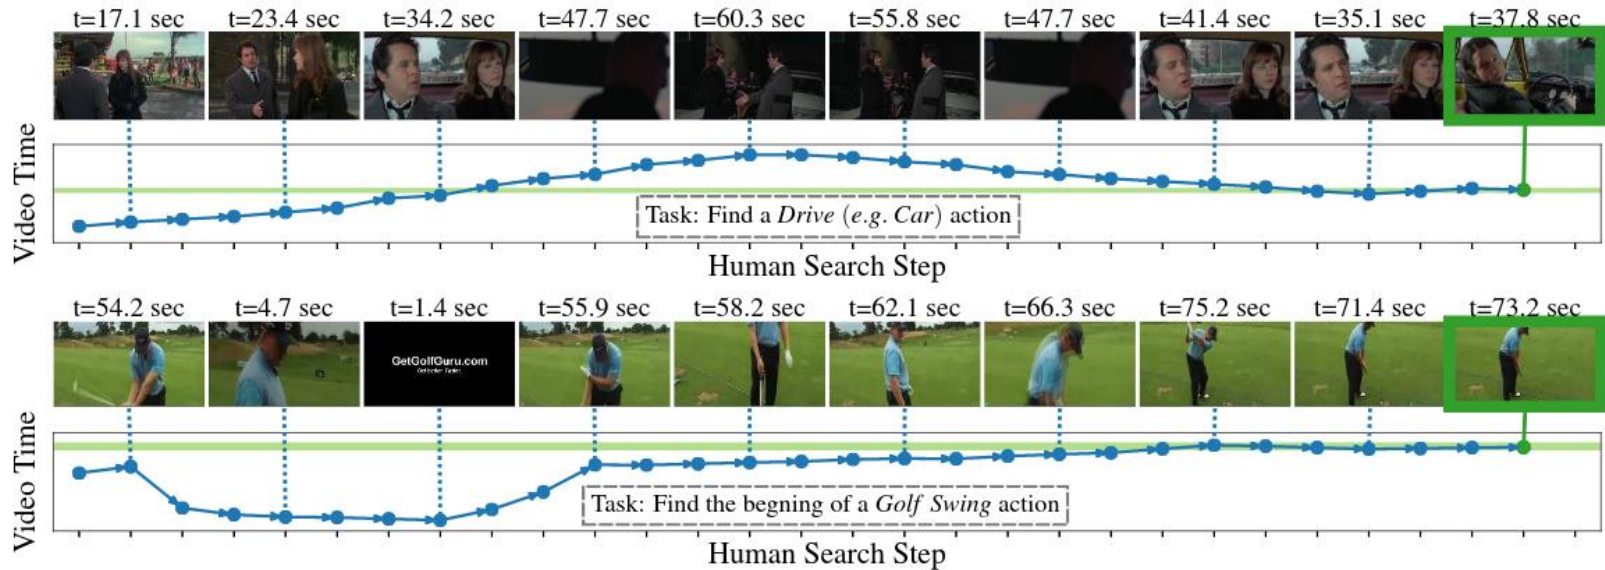 t=17.1 sec t=23.4 sec t=34.2 sec t=47.7 sec t=60.3 sec t=55.8 sec t=47.7 sec t=41.4 sec t=35.1 sec t=37.8 sec
Video Time
Task: Find a Drive (e.g. Car) action
Human Search Step
t=54.2 sec t=4.7 sec t=1.4 sec t=55.9 sec t=58.2 sec t=62.1 sec t=66.3 sec t=75.2 sec t=71.4 sec t=73.2 sec
GetGolfGuru.com
Video Time
Task: Find the begning of a Golf Swing action
Human Search Step